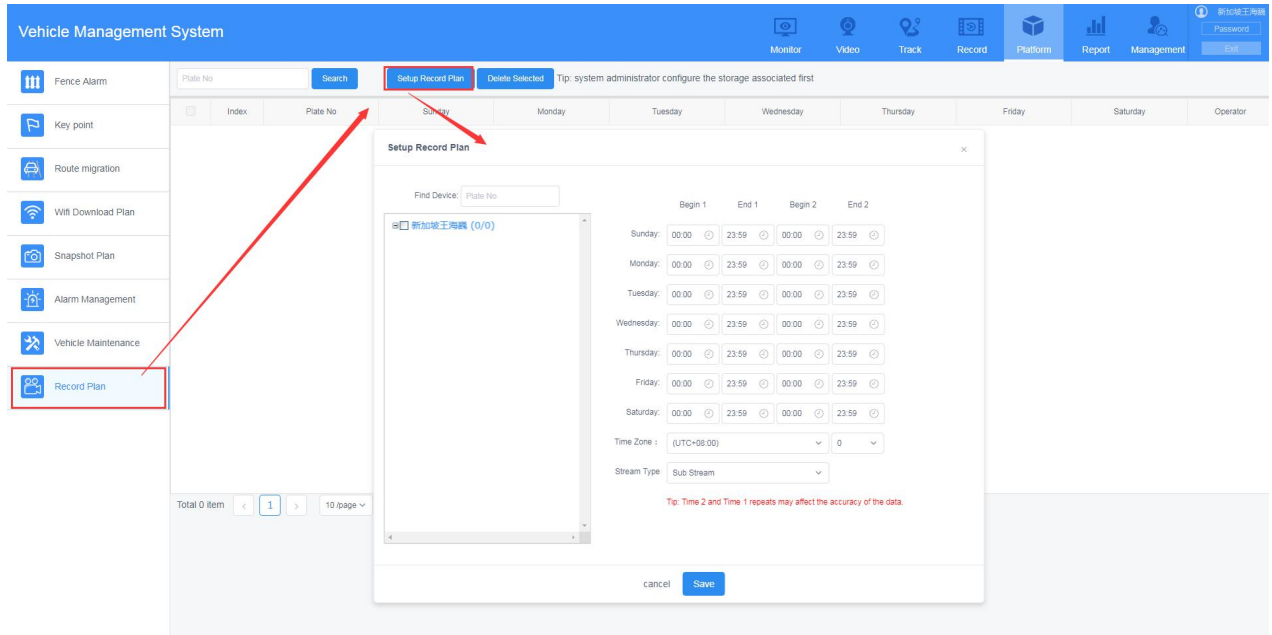 Vehicle Management System
Monitor Video Track Record Platform Report Management
新加坡王海巍
Password
Exit
Fence Alarm
Key point
Route migration
Wifi Download Plan
Snapshot Plan
Alarm Management
Vehicle Maintenance
Record Plan
Plate No Search Setup Record Plan Delete Selected Tip: system administrator configure the storage associated first
Index Plate No Sunday Monday Tuesday Wednesday Thursday Friday Saturday Operator
Setup Record Plan ×
Find Device: Plate No
新加坡王海巍 (0/0)
Begin 1 End 1 Begin 2 End 2
Sunday: 00:00 23:59 00:00 23:59
Monday: 00:00 23:59 00:00 23:59
Tuesday: 00:00 23:59 00:00 23:59
Wednesday: 00:00 23:59 00:00 23:59
Thursday: 00:00 23:59 00:00 23:59
Friday: 00:00 23:59 00:00 23:59
Saturday: 00:00 23:59 00:00 23:59
Time Zone : (UTC+08:00) 0
Stream Type Sub Stream
Tip: Time 2 and Time 1 repeats may affect the accuracy of the data.
cancel Save
Total 0 item < 1 > 10 /page